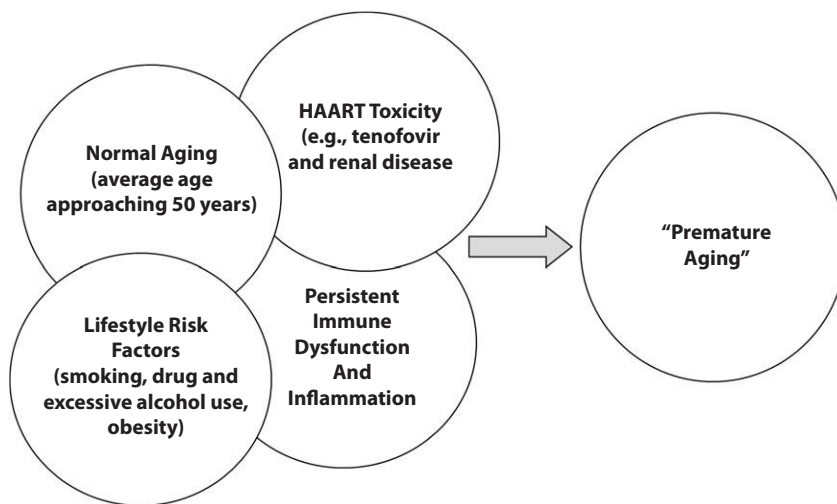 HAART Toxicity
(e.g., tenofovir
and renal disease
Normal Aging
(average age
approaching 50 years)
“Premature
Aging”
Persistent
Immune
Dysfunction
And
Inflammation
Lifestyle Risk
Factors
(smoking, drug and
excessive alcohol use,
obesity)